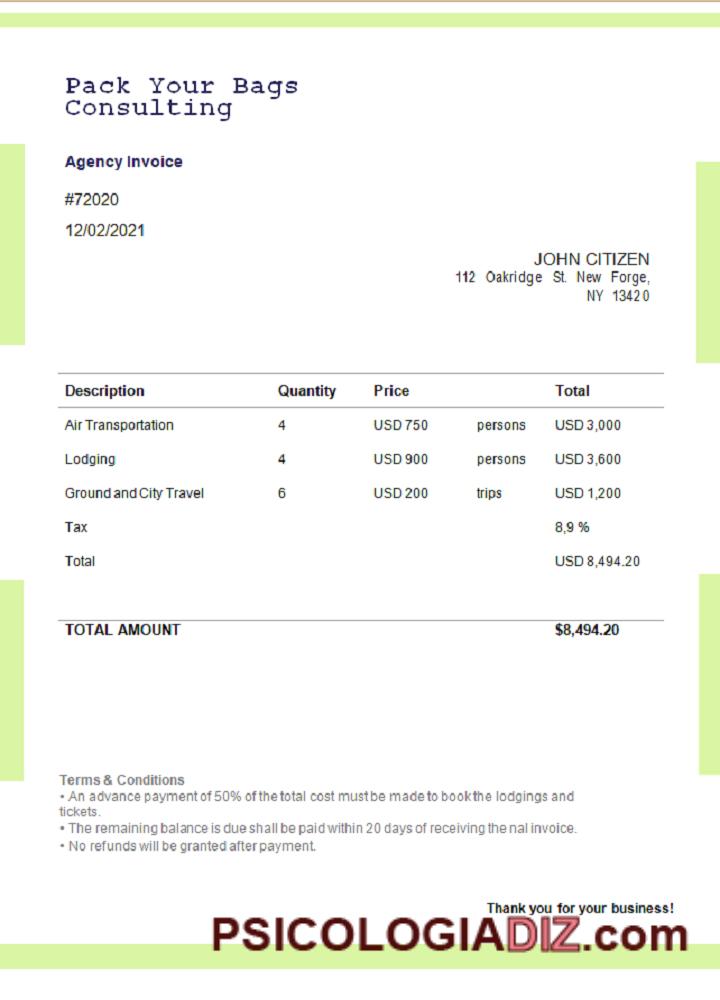 Pack Your Bags
Consulting
Agency Invoice
#72020
12/02/2021
JOHN CITIZEN
112 Oakridge St. New Forge,
NY 13420
Description Quantity Price Total
Air Transportation 4 USD 750 persons USD 3,000
Lodging 4 USD 900 persons USD 3,600
Ground and City Travel 6 USD 200 trips USD 1,200
Tax 8,9 %
Total USD 8,494.20
TOTAL AMOUNT $8,494.20
Terms & Conditions
• An advance payment of 50% of the total cost must be made to book the lodgings and
tickets.
• The remaining balance is due shall be paid within 20 days of receiving the nal invoice.
• No refunds will be granted after payment.
Thank you for your business!
PSICOLOGIADIZ.com